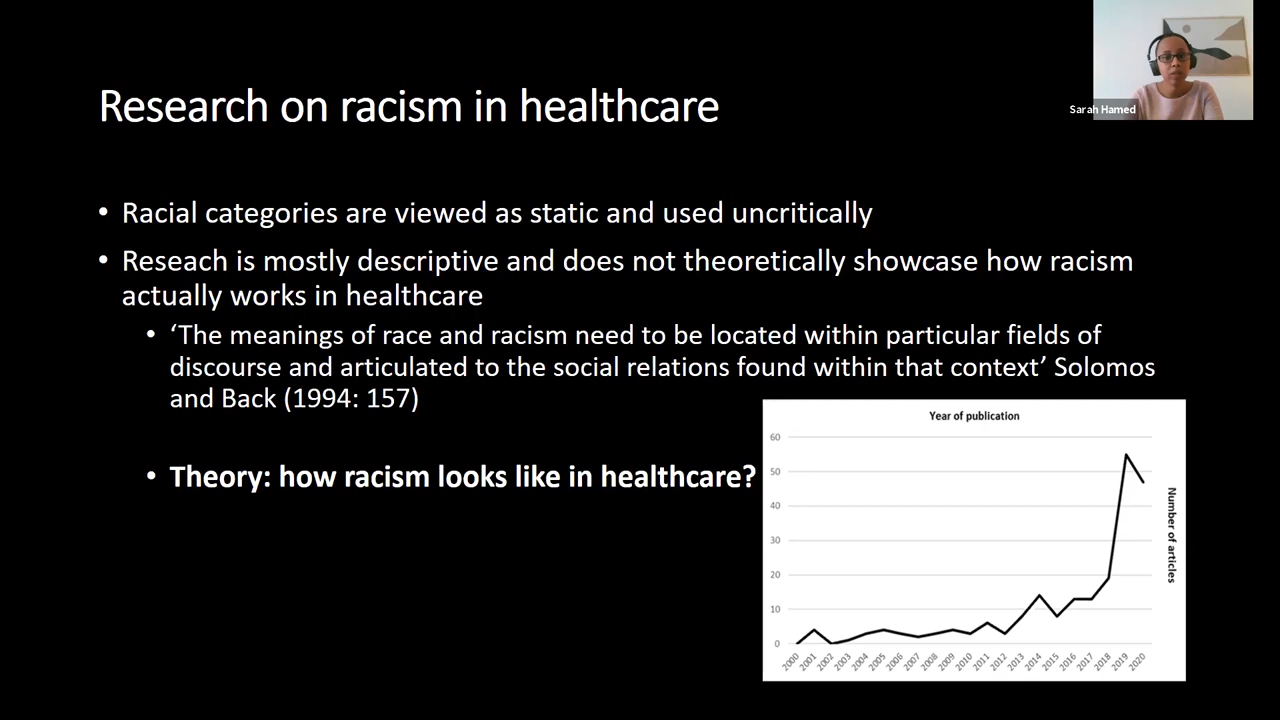 Sarah Hamed
Research on racism in healthcare
• Racial categories are viewed as static and used uncritically
• Reseach is mostly descriptive and does not theoretically showcase how racism
actually works in healthcare
• ‘The meanings of race and racism need to be located within particular fields of
discourse and articulated to the social relations found within that context’ Solomos
and Back (1994: 157)
• Theory: how racism looks like in healthcare?
Year of publication
60
50
40
30
20
10
0
2000 2001 2002 2003 2004 2005 2006 2007 2008 2009 2010 2011 2012 2013 2014 2015 2016 2017 2018 2019 2020
Number of articles